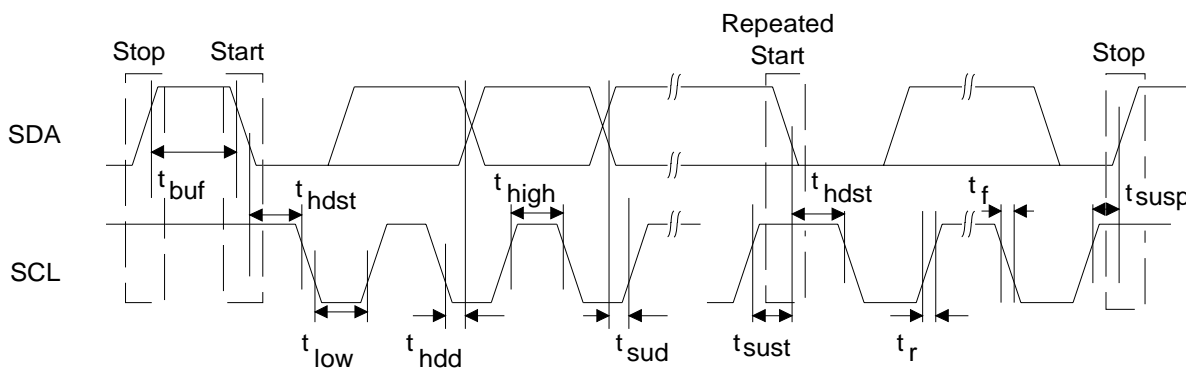 Repeated
Stop Start Start Stop
SDA
t buf t hdst t high t hdst t f t susp
SCL
t low t hdd t sud t sust t r